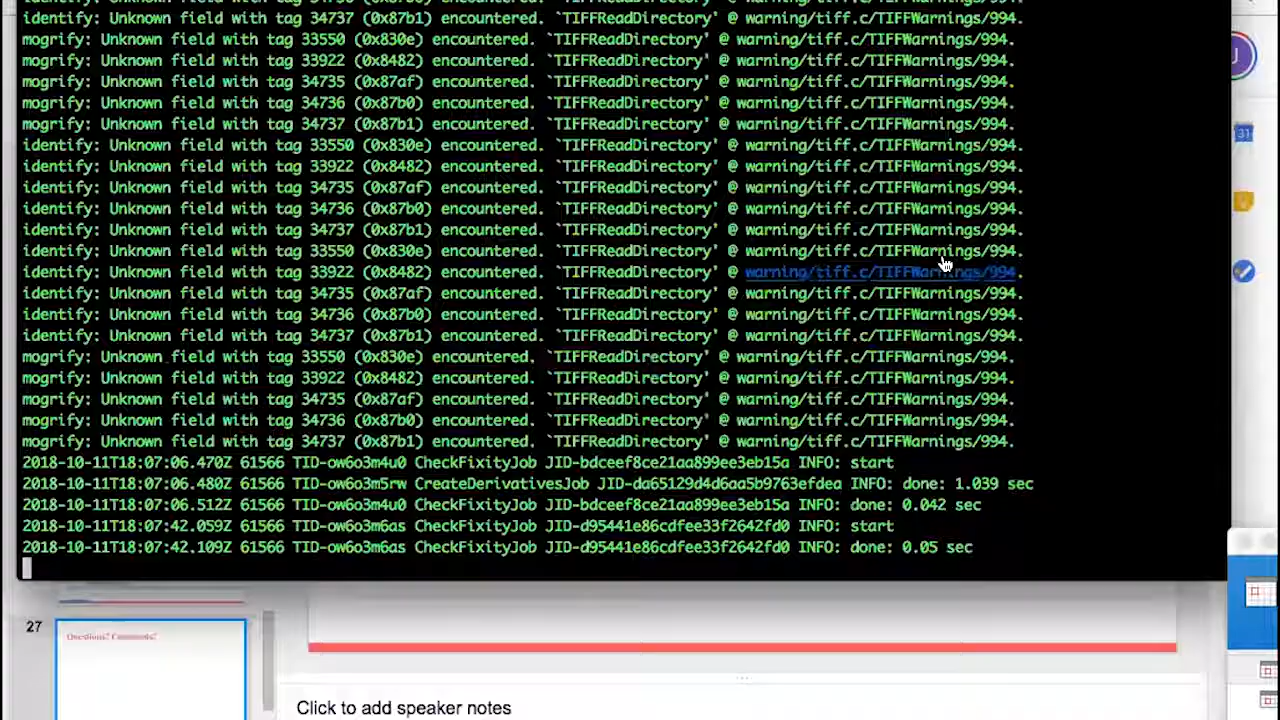 identify: Unknown field with tag 34736 (0x87b0) encountered. `TIFFReadDirectory' @ warning/tiff.c/TIFFWarnings/994.
identify: Unknown field with tag 34737 (0x87b1) encountered. `TIFFReadDirectory' @ warning/tiff.c/TIFFWarnings/994.
mogrify: Unknown field with tag 33550 (0x830e) encountered. `TIFFReadDirectory' @ warning/tiff.c/TIFFWarnings/994.
mogrify: Unknown field with tag 33922 (0x8482) encountered. `TIFFReadDirectory' @ warning/tiff.c/TIFFWarnings/994.
mogrify: Unknown field with tag 34735 (0x87af) encountered. `TIFFReadDirectory' @ warning/tiff.c/TIFFWarnings/994.
mogrify: Unknown field with tag 34736 (0x87b0) encountered. `TIFFReadDirectory' @ warning/tiff.c/TIFFWarnings/994.
mogrify: Unknown field with tag 34737 (0x87b1) encountered. `TIFFReadDirectory' @ warning/tiff.c/TIFFWarnings/994.
identify: Unknown field with tag 33550 (0x830e) encountered. `TIFFReadDirectory' @ warning/tiff.c/TIFFWarnings/994.
identify: Unknown field with tag 33922 (0x8482) encountered. `TIFFReadDirectory' @ warning/tiff.c/TIFFWarnings/994.
identify: Unknown field with tag 34735 (0x87af) encountered. `TIFFReadDirectory' @ warning/tiff.c/TIFFWarnings/994.
identify: Unknown field with tag 34736 (0x87b0) encountered. `TIFFReadDirectory' @ warning/tiff.c/TIFFWarnings/994.
identify: Unknown field with tag 34737 (0x87b1) encountered. `TIFFReadDirectory' @ warning/tiff.c/TIFFWarnings/994.
identify: Unknown field with tag 33550 (0x830e) encountered. `TIFFReadDirectory' @ warning/tiff.c/TIFFWarnings/994.
identify: Unknown field with tag 33922 (0x8482) encountered. `TIFFReadDirectory' @ warning/tiff.c/TIFFWarnings/994.
identify: Unknown field with tag 34735 (0x87af) encountered. `TIFFReadDirectory' @ warning/tiff.c/TIFFWarnings/994.
identify: Unknown field with tag 34736 (0x87b0) encountered. `TIFFReadDirectory' @ warning/tiff.c/TIFFWarnings/994.
identify: Unknown field with tag 34737 (0x87b1) encountered. `TIFFReadDirectory' @ warning/tiff.c/TIFFWarnings/994.
mogrify: Unknown field with tag 33550 (0x830e) encountered. `TIFFReadDirectory' @ warning/tiff.c/TIFFWarnings/994.
mogrify: Unknown field with tag 33922 (0x8482) encountered. `TIFFReadDirectory' @ warning/tiff.c/TIFFWarnings/994.
mogrify: Unknown field with tag 34735 (0x87af) encountered. `TIFFReadDirectory' @ warning/tiff.c/TIFFWarnings/994.
mogrify: Unknown field with tag 34736 (0x87b0) encountered. `TIFFReadDirectory' @ warning/tiff.c/TIFFWarnings/994.
mogrify: Unknown field with tag 34737 (0x87b1) encountered. `TIFFReadDirectory' @ warning/tiff.c/TIFFWarnings/994.
2018-10-11T18:07:06.470Z 61566 TID-ow6o3m4u0 CheckFixityJob JID-bdceef8ce21aa899ee3eb15a INFO: start
2018-10-11T18:07:06.480Z 61566 TID-ow6o3m5rw CreateDerivativesJob JID-da65129d4d6aa5b9763efdea INFO: done: 1.039 sec
2018-10-11T18:07:06.512Z 61566 TID-ow6o3m4u0 CheckFixityJob JID-bdceef8ce21aa899ee3eb15a INFO: done: 0.042 sec
2018-10-11T18:07:42.059Z 61566 TID-ow6o3m6as CheckFixityJob JID-d95441e86cdfee33f2642fd0 INFO: start
2018-10-11T18:07:42.109Z 61566 TID-ow6o3m6as CheckFixityJob JID-d95441e86cdfee33f2642fd0 INFO: done: 0.05 sec
J
31
27
Questions? Comments?
Click to add speaker notes